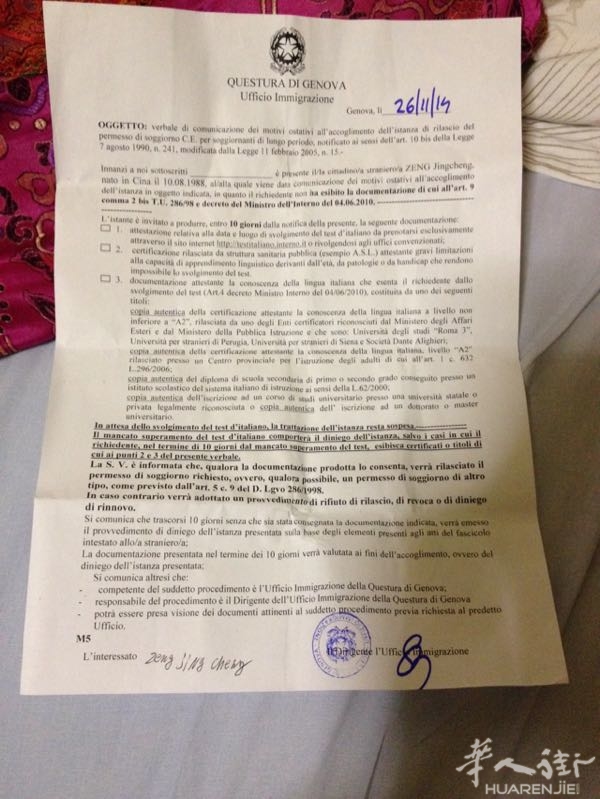 QUESTURA DI GENOVA
Ufficio Immigrazione
Genova, li 26/11/14
OGGETTO: verbale di comunicazione dei motivi ostativi all'accoglimento dell'istanza di rilascio del
permesso di soggiorno C.E. per soggiornanti di lungo periodo, notificato ai sensi dell'art. 10 bis della Legge
7 agosto 1990, n. 241, modificata dalla Legge 11 febbraio 2005, n. 15.-
Innanzi a noi sottoscritti ____________________ è presente il/la cittadino/a straniero/a ZENG Jingcheng,
nato in Cina il 10.08.1988, al/alla quale viene data comunicazione dei motivi ostativi all'accoglimento
dell'istanza in oggetto indicata, in quanto il richiedente non ha esibito la documentazione di cui all'art. 9
comma 2 bis T.U. 286/98 e decreto del Ministro dell'Interno del 04.06.2010.
L'istante è invitato a produrre, entro 10 giorni dalla notifica della presente, la seguente documentazione:
1. attestazione relativa alla data e luogo di svolgimento del test d'italiano da prenotarsi esclusivamente
attraverso il sito internet http://testitaliano.interno.it o rivolgendosi agli uffici convenzionati;
2. certificazione rilasciata da struttura sanitaria pubblica (esempio A.S.L.) attestante gravi limitazioni
alla capacità di apprendimento linguistico derivanti dall'età, da patologie o da handicap che rendono
impossibile lo svolgimento del test.
3. documentazione attestante la conoscenza della lingua italiana che esenta il richiedente dallo
svolgimento del test (Art.4 decreto Ministro Interno del 04/06/2010), costituita da uno dei seguenti
titoli:
copia autentica della certificazione attestante la conoscenza della lingua italiana a livello non
inferiore a "A2", rilasciata da uno degli Enti certificatori riconosciuti dal Ministero degli Affari
Esteri e dal Ministero della Pubblica Istruzione e che sono: Università degli studi "Roma 3",
Università per stranieri di Perugia, Università per stranieri di Siena e Società Dante Alighieri;
copia autentica della certificazione attestante la conoscenza della lingua italiana, livello "A2"
rilasciato presso un Centro provinciale per l'istruzione degli adulti di cui all'art 1 c. 632
L.296/2006;
copia autentica del diploma di scuola secondaria di primo o secondo grado conseguito presso un
instituto scolastico del sistema italiano di istruzione ai sensi della L.62/2000;
copia autentica dell'iscrizione ad un corso di studi universitario presso una università statale o
privata legalmente riconosciuta o copia autentica dell' iscrizione ad un dottorato o master
universitario.
In attesa dello svolgimento del test d'italiano, la trattazione dell'istanza resta sospesa.
Il mancato superamento del test d'italiano comporterà il diniego dell'istanza, salvo i casi in cui il
richiedente, nel termine di 10 giorni dal mancato superamento del test, esibisca certificati o titoli di
cui ai punti 2 e 3 del presente verbale.
La S. V. è informata che, qualora la documentazione prodotta lo consenta, verrà rilasciato il
permesso di soggiorno richiesto, ovvero, qualora possibile, un permesso di soggiorno di altro
tipo, come previsto dall'art. 5 c. 9 del D. Lgvo 286/1998.
In caso contrario verrà adottato un provvedimento di rifiuto di rilascio, di revoca o di diniego
di rinnovo.
Si comunica che trascorsi 10 giorni senza che sia stata consegnata la documentazione indicata, verrà emesso
il provvedimento di diniego dell'istanza presentata sulla base degli elementi presenti agli atti del fascicolo
intestato allo/a straniero/a;
La documentazione presentata nel termine dei 10 giorni verrà valutata ai fini dell'accoglimento, ovvero del
diniego dell'istanza presentata;
Si comunica altresì che:
- competente del suddetto procedimento è l'Ufficio Immigrazione della Questura di Genova;
- responsabile del procedimento è il Dirigente dell'Ufficio Immigrazione della Questura di Genova
- potrà essere presa visione dei documenti attinenti al suddetto procedimento previa richiesta al predetto
Ufficio.
M5
L'interessato Zeng Jing Cheng
Il Dirigente l'Ufficio Immigrazione
华人街
HUARENJIE